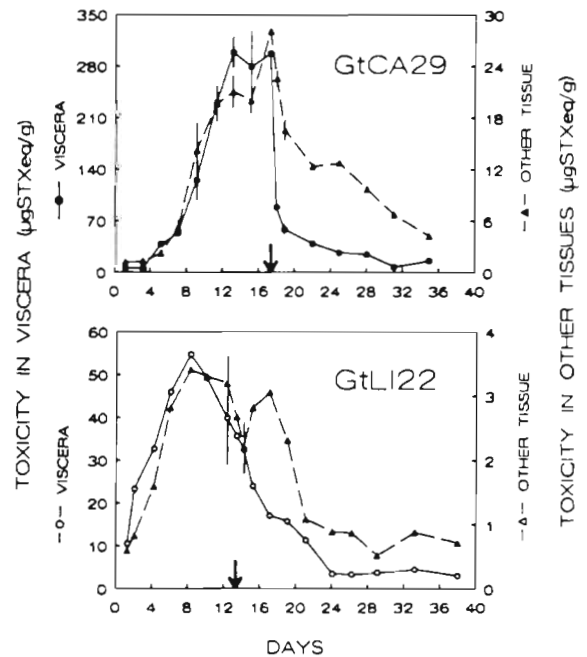 350
280
210
140
70
0
30
24
18
12
6
0
GtCA29
0 4 8 12 16 20 24 28 32 36
—●— VISCERA
TOXICITY IN VISCERA (µgSTXeq/g)
—▲— OTHER TISSUE
TOXICITY IN OTHER TISSUES (µgSTXeq/g)
60
50
40
30
20
10
0
4
3
2
1
0
GtLI22
0 4 8 12 16 20 24 28 32 36 40
—o— VISCERA
—△— OTHER TISSUE
DAYS